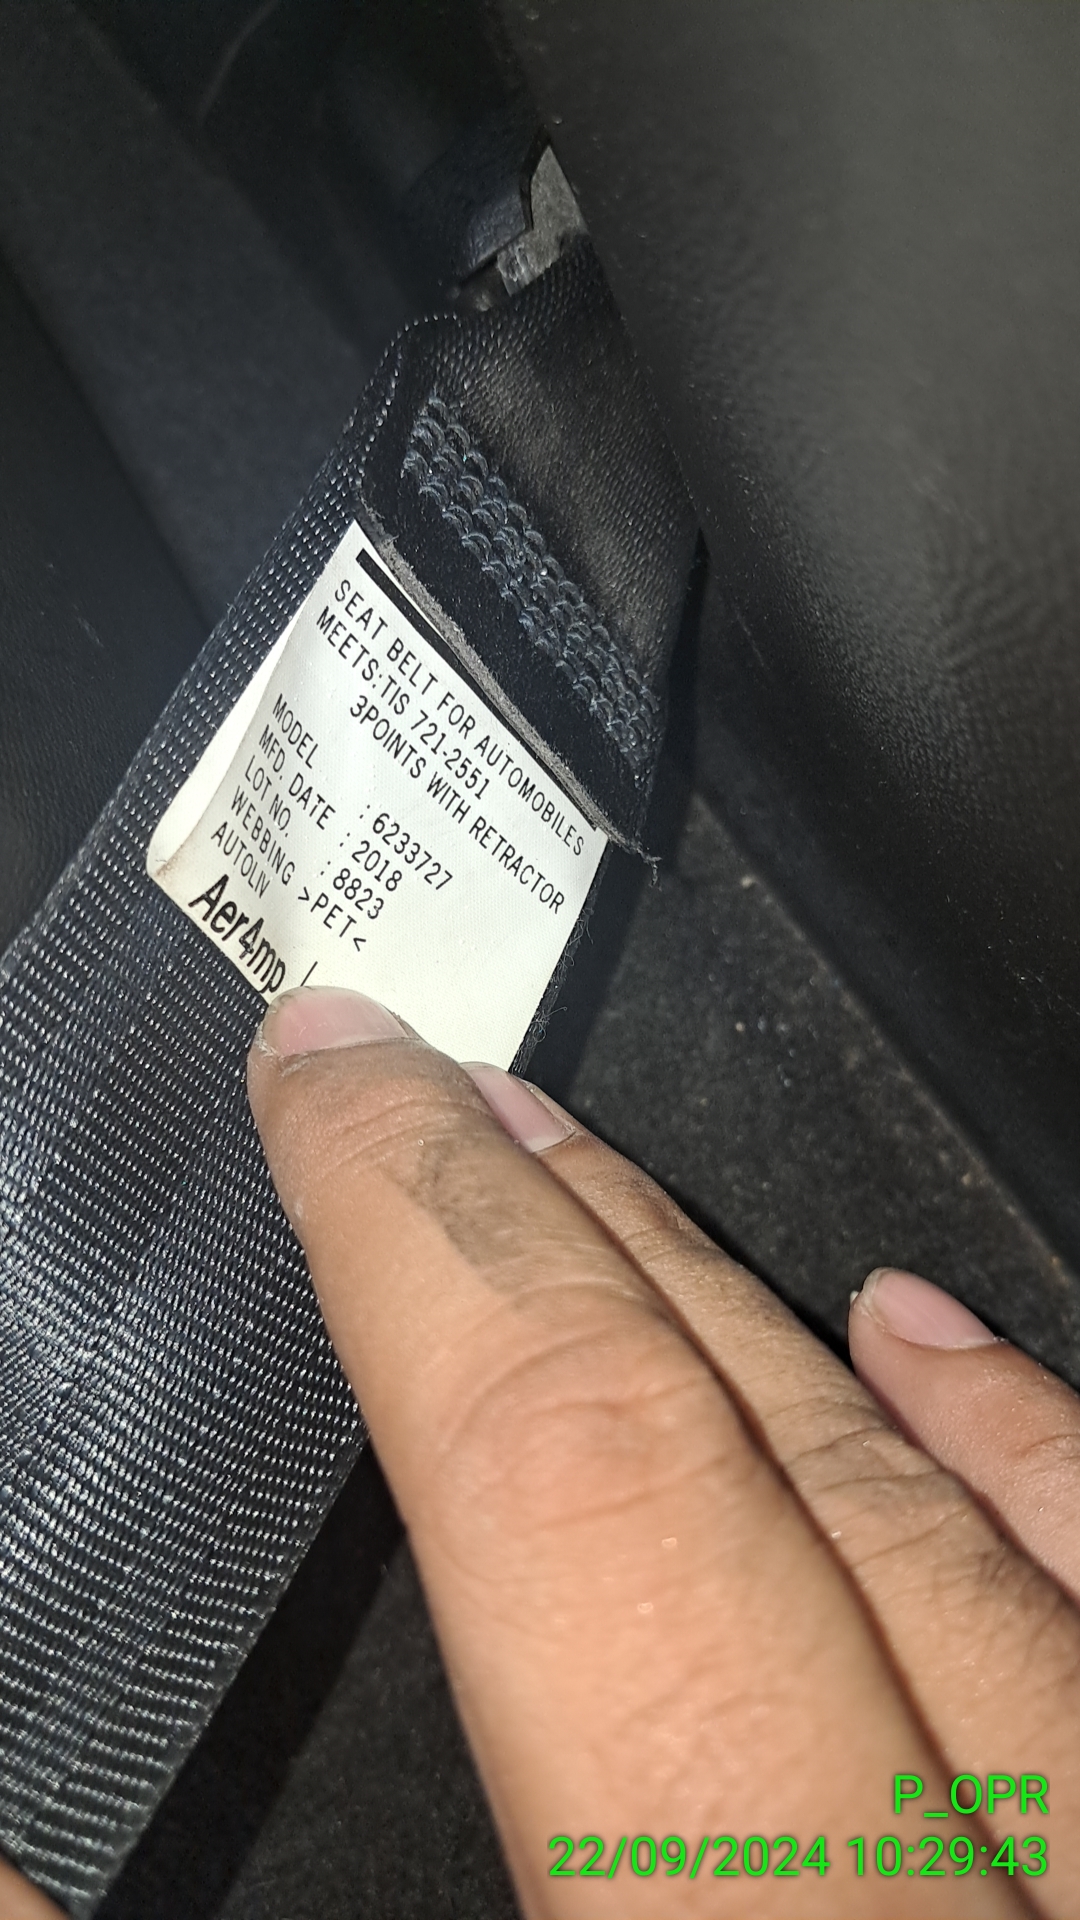 SEAT BELT FOR AUTOMOBILES
MEETS:TIS 721-2551
3POINTS WITH RETRACTOR
MODEL : 6233727
MFD. DATE : 2018
LOT NO. : 8823
WEBBING >PET<
AUTOLIV
Aer4mp
P_OPR
22/09/2024 10:29:43